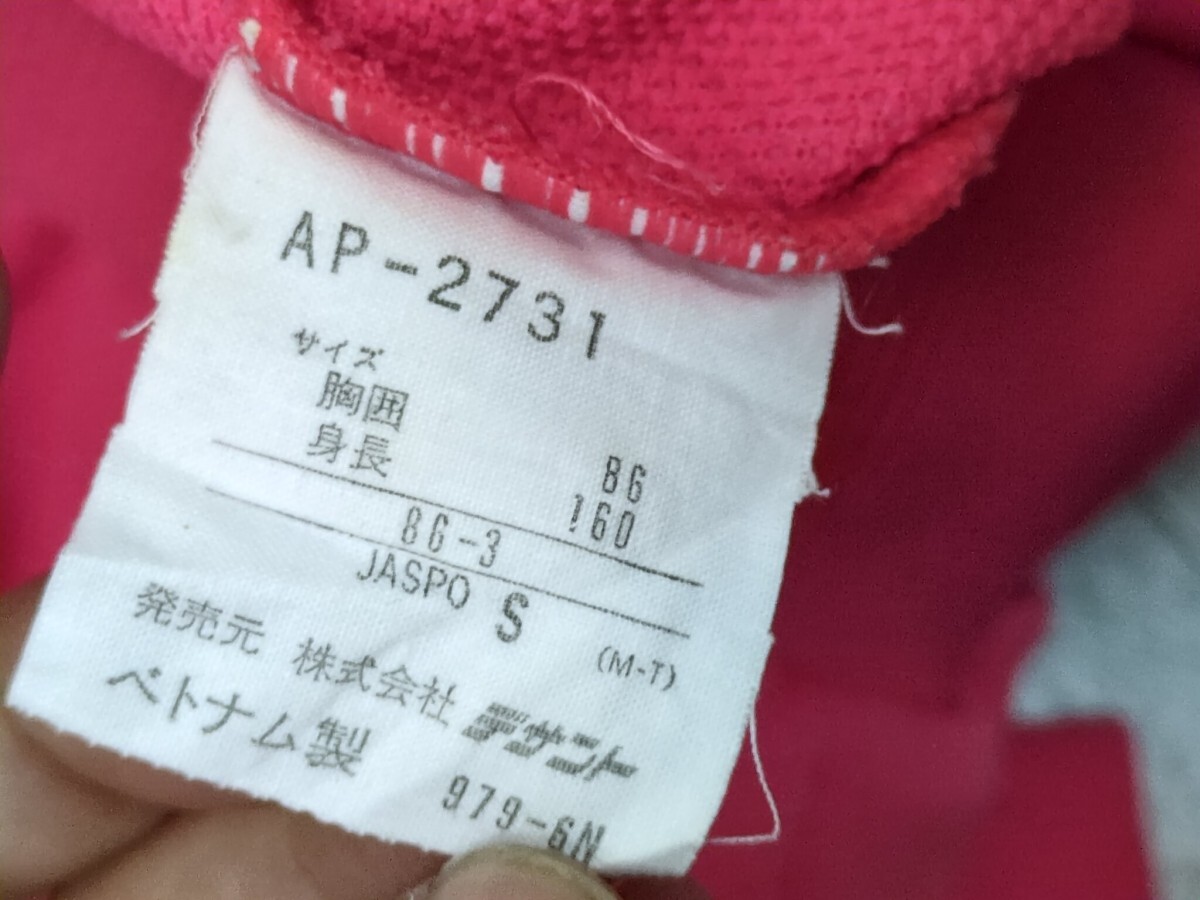 AP-2731
サイズ
胸囲 86
身長 160
86-3
JASPO S (M-T)
発売元 株式会社 デサント
ベトナム製
979-6N